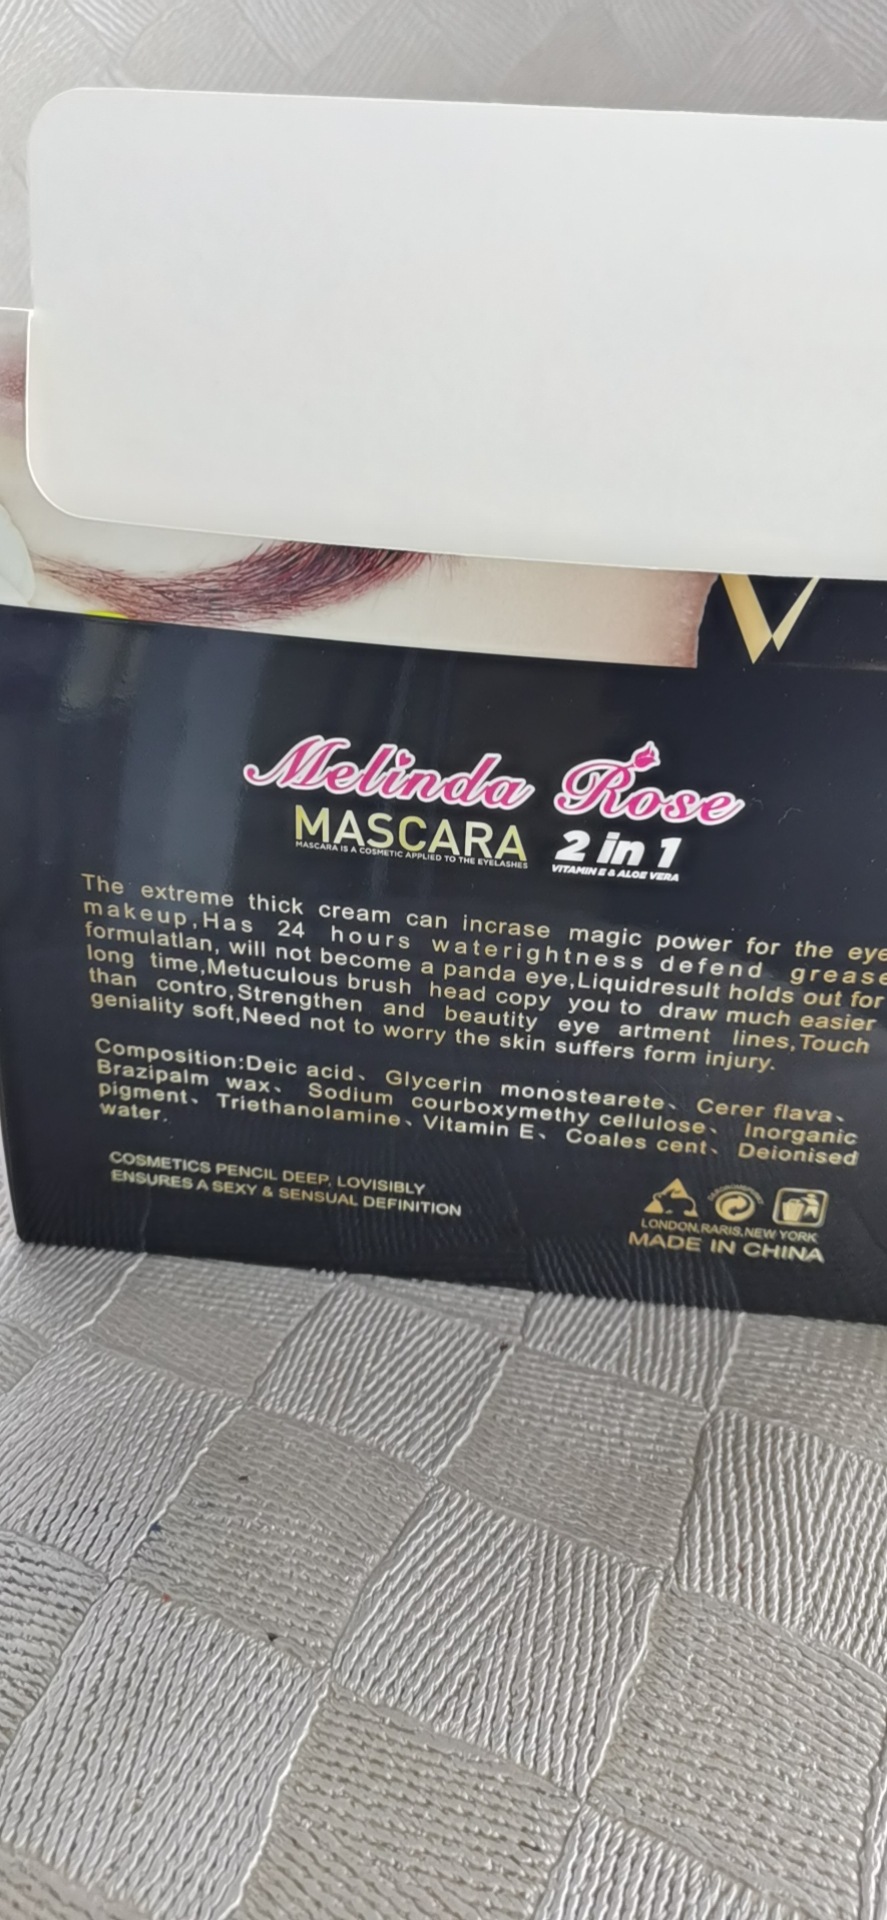 Melinda Rose
MASCARA 2 in 1
MASCARA IS A COSMETIC APPLIED TO THE EYELASHES
VITAMIN E & ALOE VERA
The extreme thick cream can incrase magic power for the eye
makeup,Has 24 hours waterightness defend grease
formulatlan, will not become a panda eye,Liquidresult holds out for
long time,Metuculous brush head copy you to draw much easier
than contro,Strengthen and beautity eye artment lines,Touch
geniality soft,Need not to worry the skin suffers form injury.
Composition:Deic acid、 Glycerin monostearete、 Cerer flava、
Brazipalm wax、 Sodium courboxymethy cellulose、 Inorganic
pigment、 Triethanolamine、Vitamin E、 Coales cent、 Deionised
water.
COSMETICS PENCIL DEEP, LOVISIBLY
ENSURES A SEXY & SENSUAL DEFINITION
LONDON,RARIS,NEW YORK
MADE IN CHINA